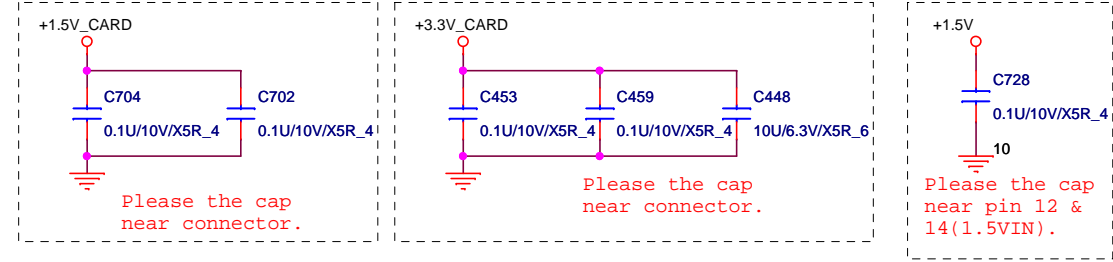 +1.5V_CARD
C704
0.1U/10V/X5R_4
C702
0.1U/10V/X5R_4
Please the cap
near connector.
+3.3V_CARD
C453
0.1U/10V/X5R_4
C459
0.1U/10V/X5R_4
C448
10U/6.3V/X5R_6
Please the cap
near connector.
+1.5V
C728
0.1U/10V/X5R_4
10
Please the cap
near pin 12 &
14(1.5VIN).